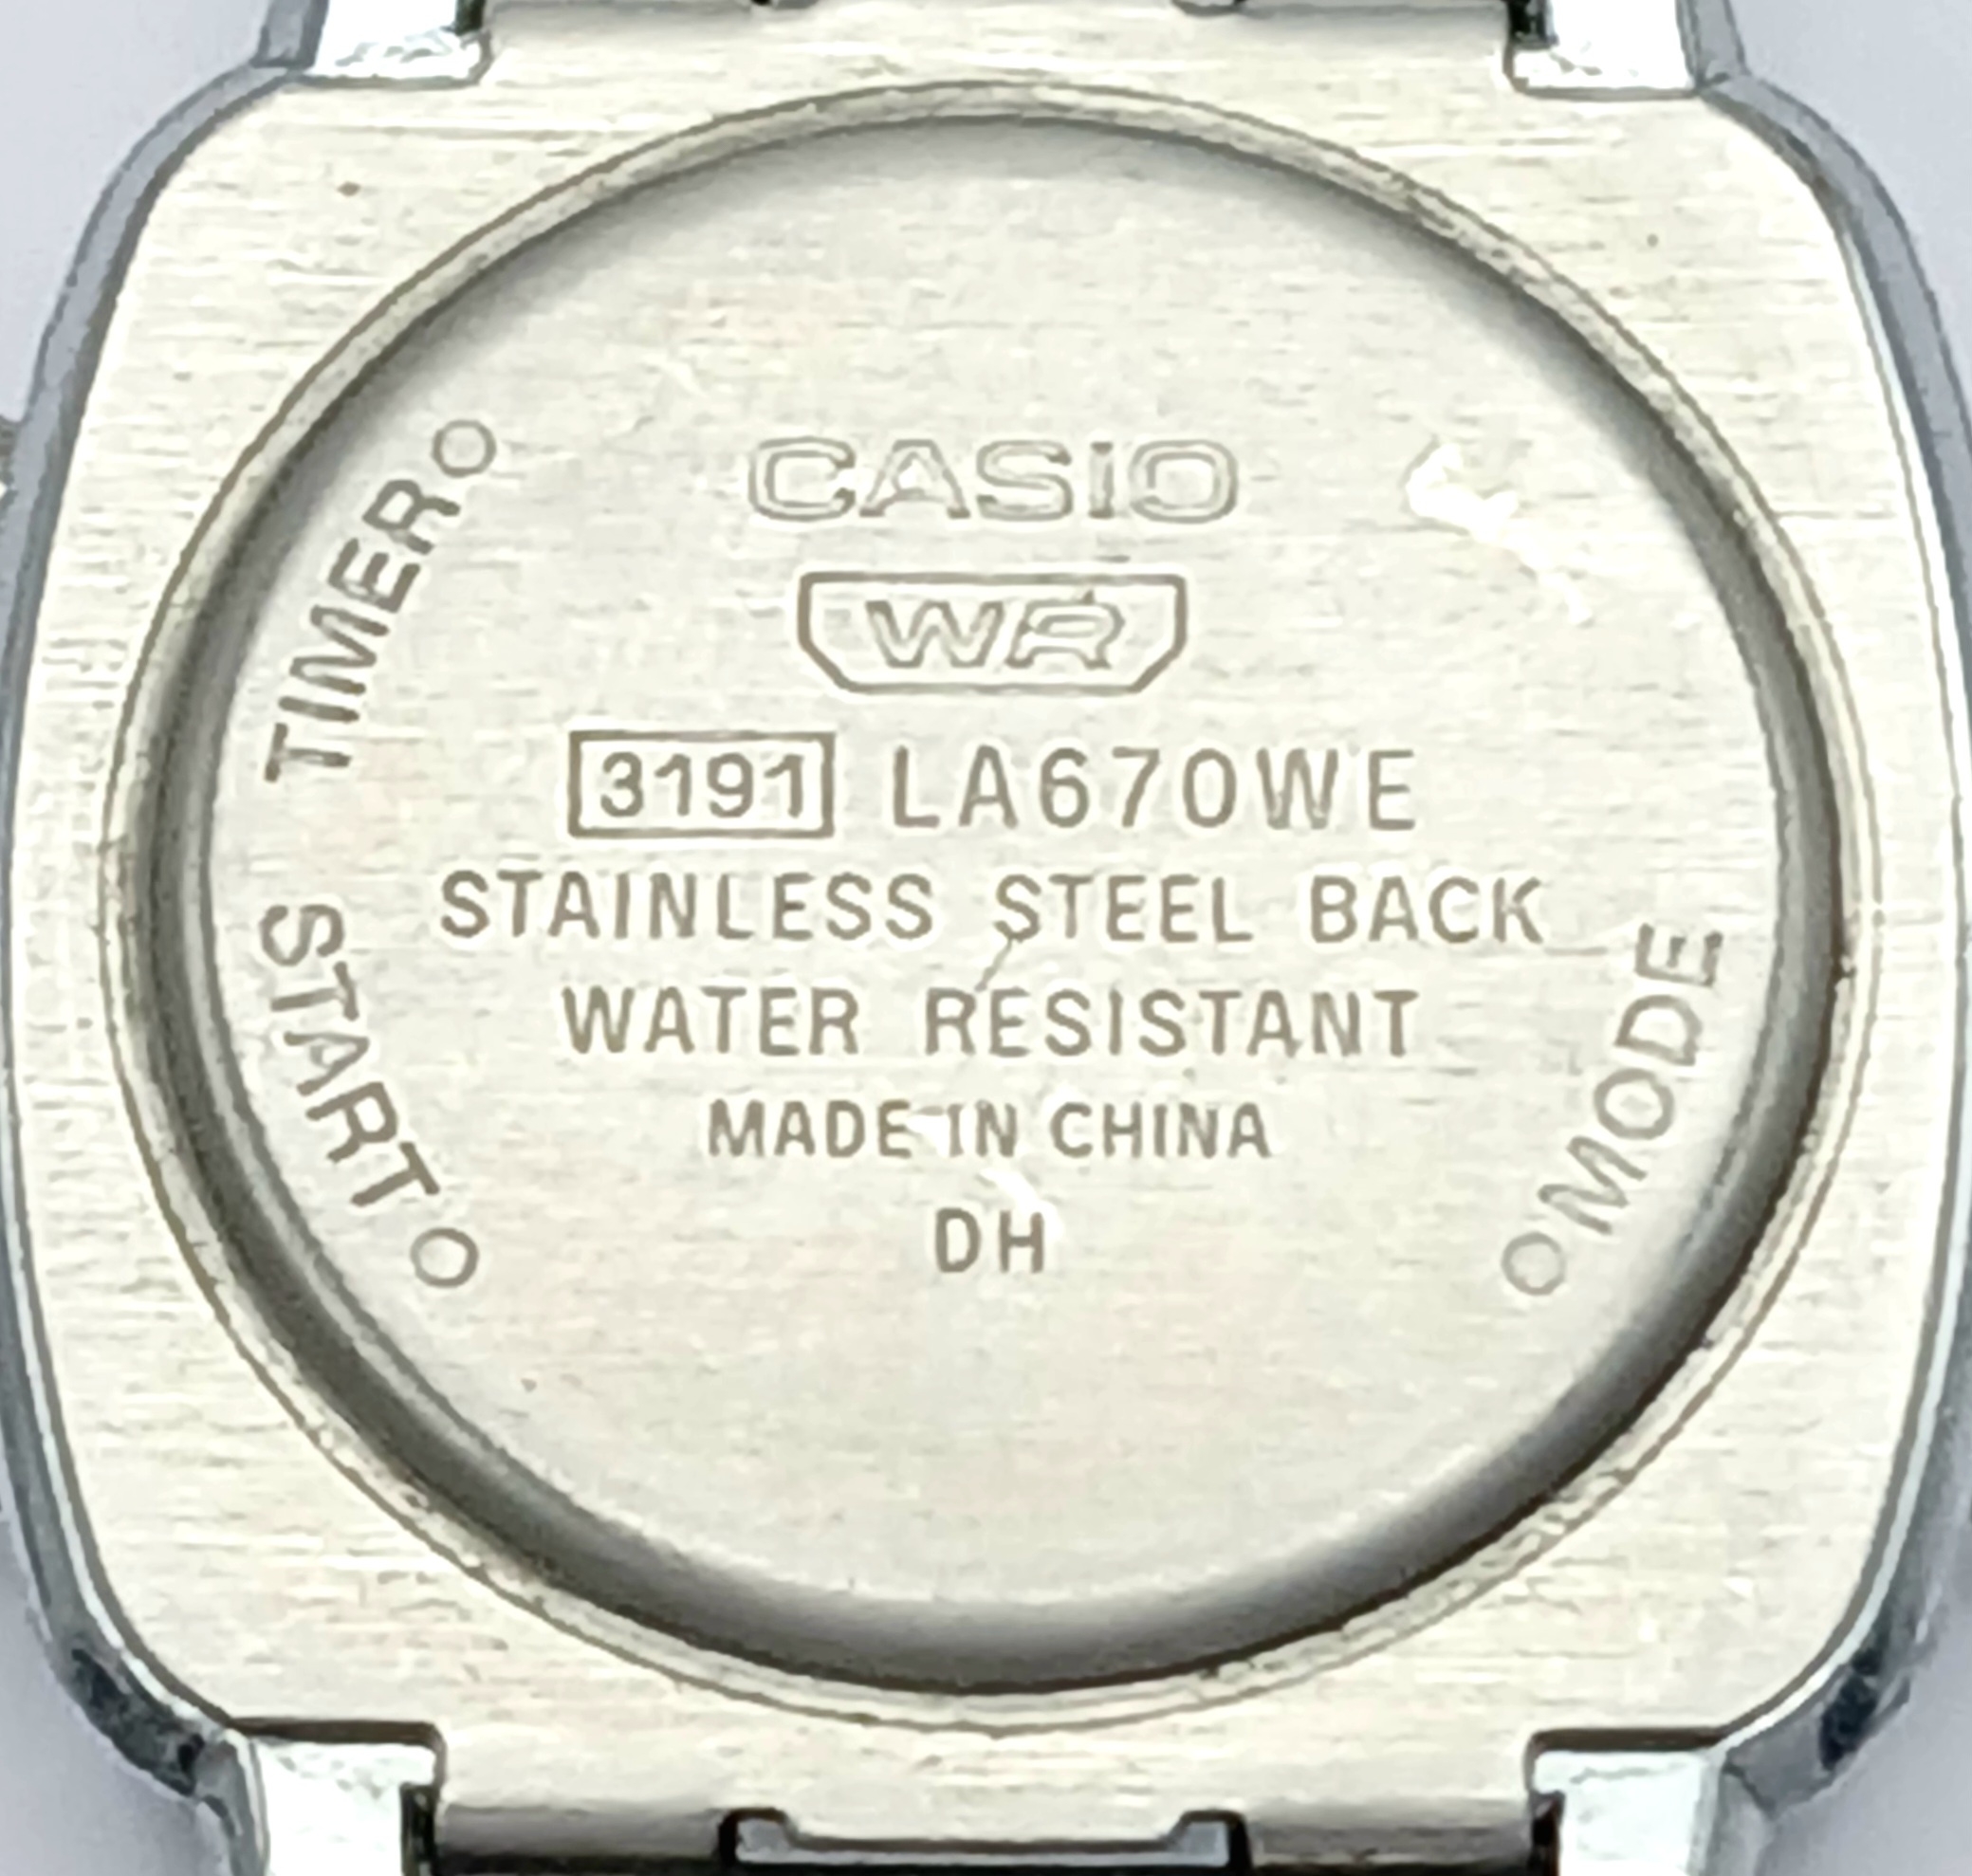 CASIO
WR
3191 LA670WE
STAINLESS STEEL BACK
WATER RESISTANT
MADE IN CHINA
DH
TIMER
START
MODE